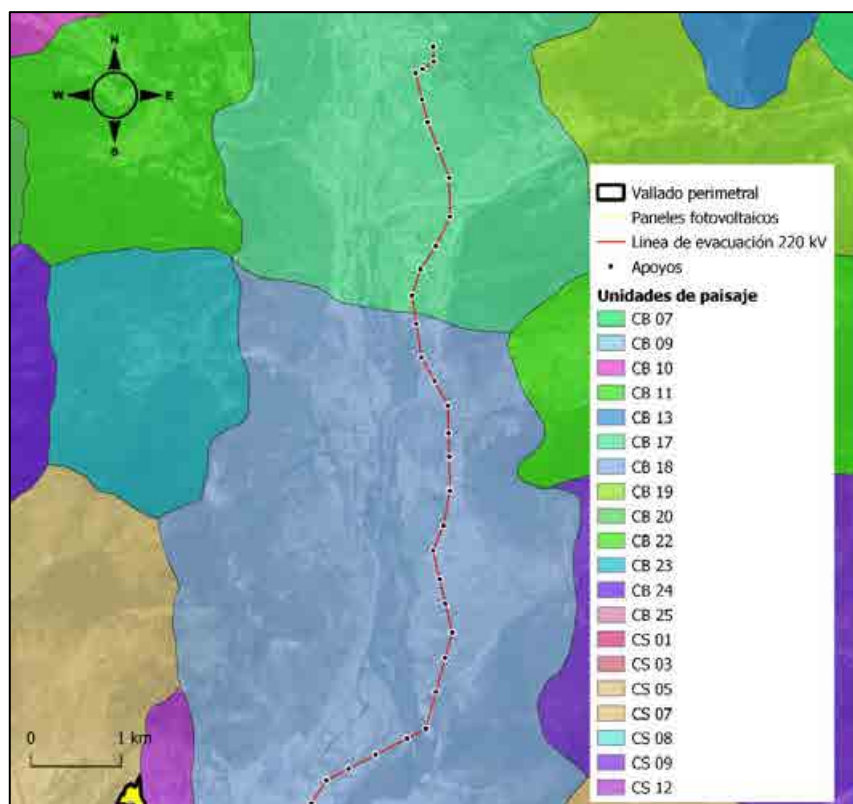 N
W E
S
Vallado perimetral
Paneles fotovoltaicos
Linea de evacuación 220 kV
Apoyos
Unidades de paisaje
CB 07
CB 09
CB 10
CB 11
CB 13
CB 17
CB 18
CB 19
CB 20
CB 22
CB 23
CB 24
CB 25
CS 01
CS 03
CS 05
CS 07
CS 08
CS 09
CS 12
0 1 km